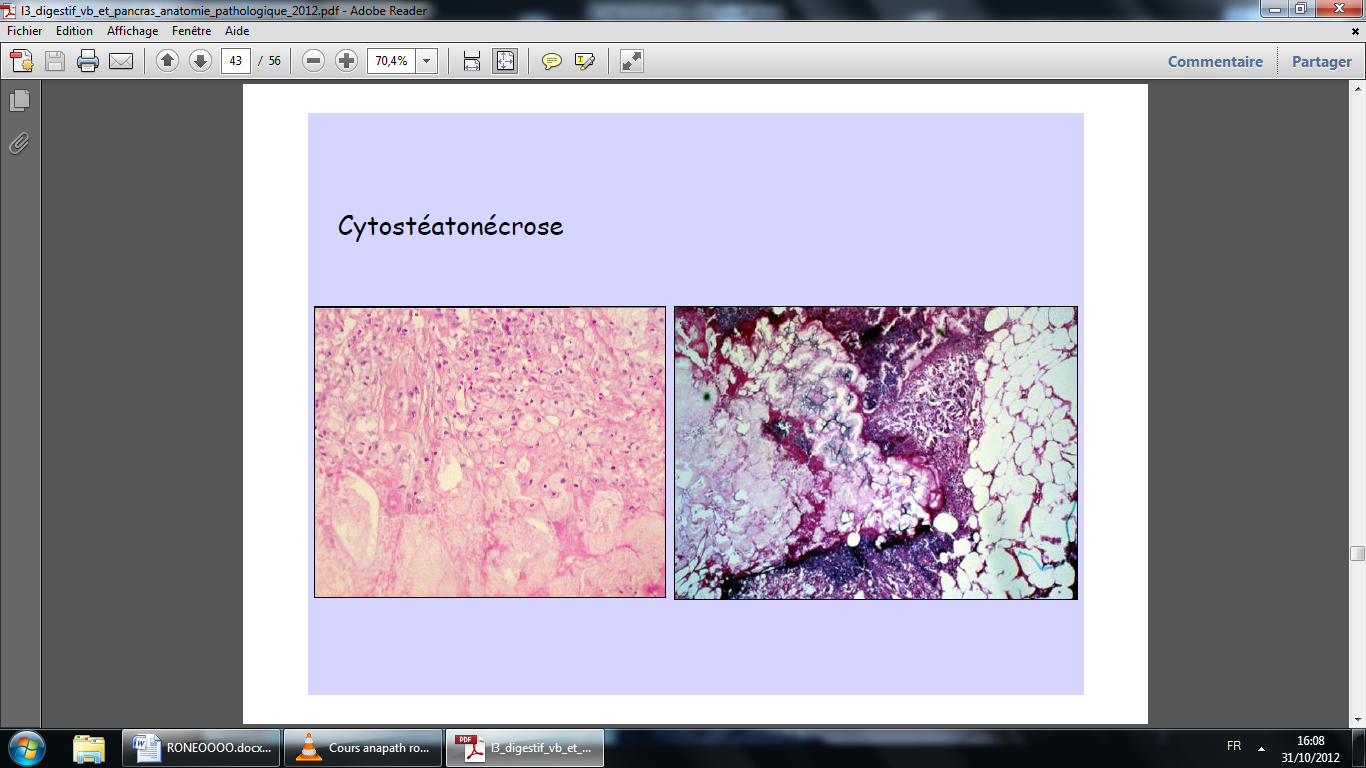 l3_digestif_vb_et_pancras_anatomie_pathologique_2012.pdf - Adobe Reader
Fichier Edition Affichage Fenêtre Aide
43 / 56 70,4% Commentaire Partager
Cytostéatonécrose
RONEOOOO.docx... Cours anapath ro... l3_digestif_vb_et_... FR 16:08
31/10/2012